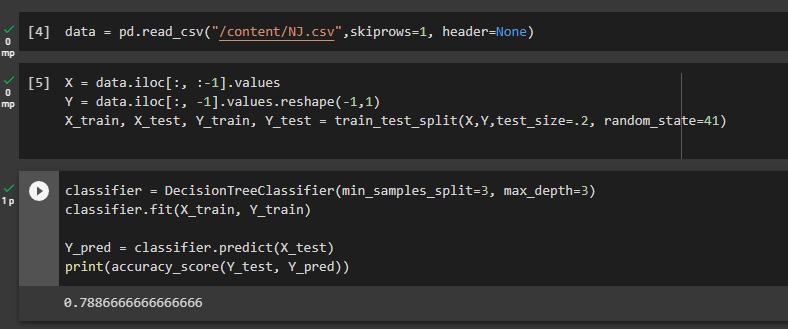 [4] data = pd.read_csv("/content/NJ.csv",skiprows=1, header=None)
0
mp
[5] X = data.iloc[:, :-1].values
0
mp
Y = data.iloc[:, -1].values.reshape(-1,1)
X_train, X_test, Y_train, Y_test = train_test_split(X,Y,test_size=.2, random_state=41)
classifier = DecisionTreeClassifier(min_samples_split=3, max_depth=3)
1 p
classifier.fit(X_train, Y_train)
Y_pred = classifier.predict(X_test)
print(accuracy_score(Y_test, Y_pred))
0.7886666666666666